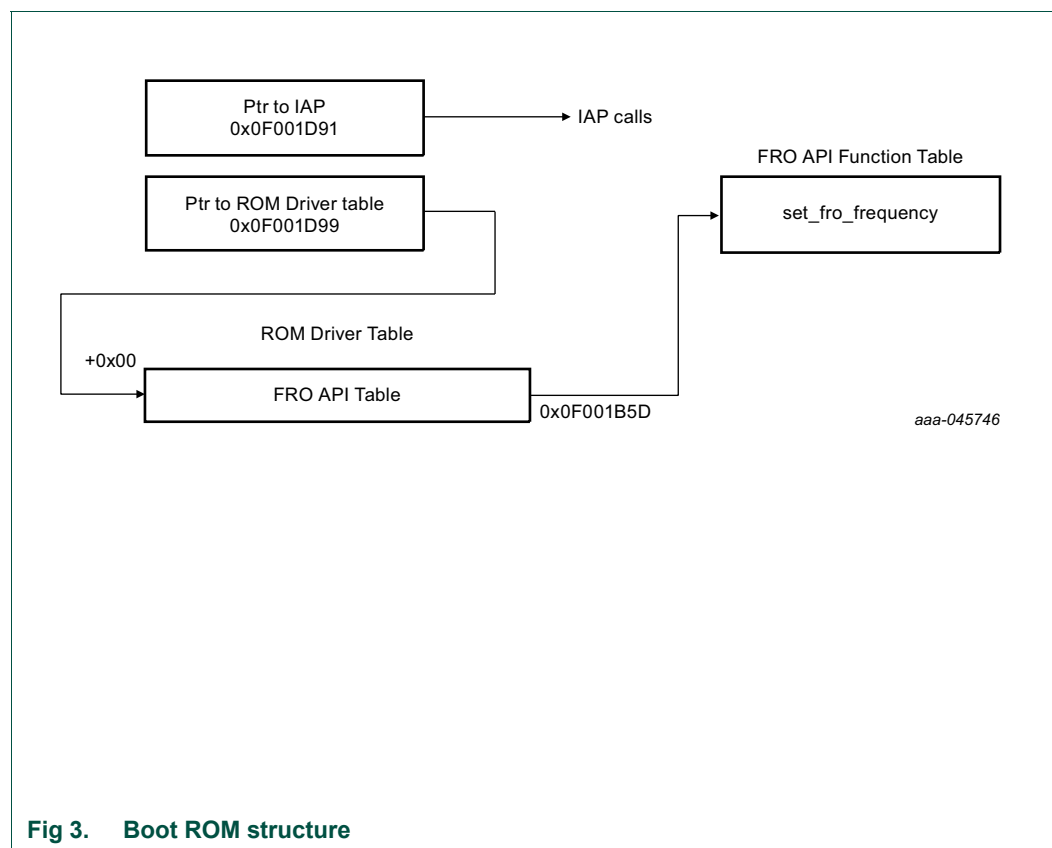 Ptr to IAP
0x0F001D91
IAP calls
FRO API Function Table
Ptr to ROM Driver table
0x0F001D99
set_fro_frequency
ROM Driver Table
+0x00
FRO API Table
0x0F001B5D
aaa-045746
Fig 3. Boot ROM structure